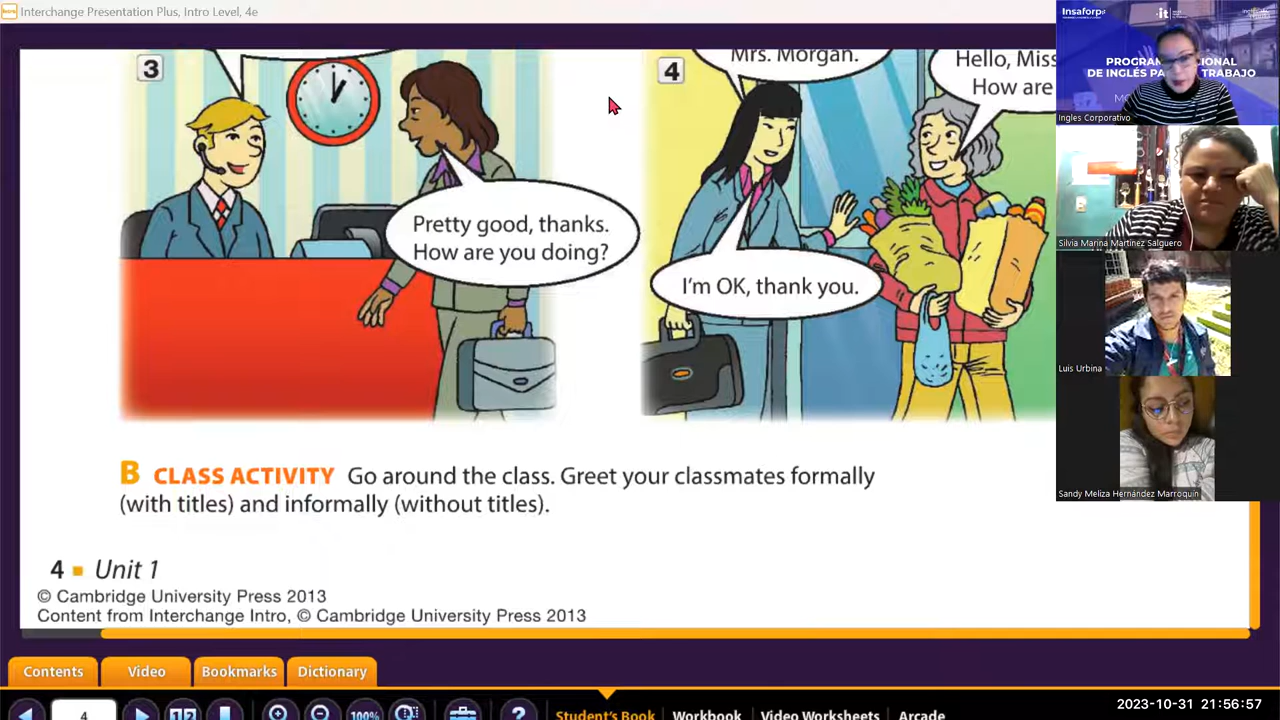 Interchange Presentation Plus, Intro Level, 4e
3
Pretty good, thanks.
How are you doing?
4
Mrs. Morgan.
Hello, Miss
How are
I'm OK, thank you.
B CLASS ACTIVITY Go around the class. Greet your classmates formally
(with titles) and informally (without titles).
4 Unit 1
© Cambridge University Press 2013
Content from Interchange Intro, © Cambridge University Press 2013
Contents
Video
Bookmarks
Dictionary
4
1 2
100%
?
Student's Book
Workbook
Video Worksheets
Arcade
Insaforp
it
DE INGLÉS PA TRABAJO
Ingles Corporativo
Silvia Marina Martinez Salguero
Luis Urbina
Sandy Meliza Hernández Marroquin
2023-10-31 21:56:57